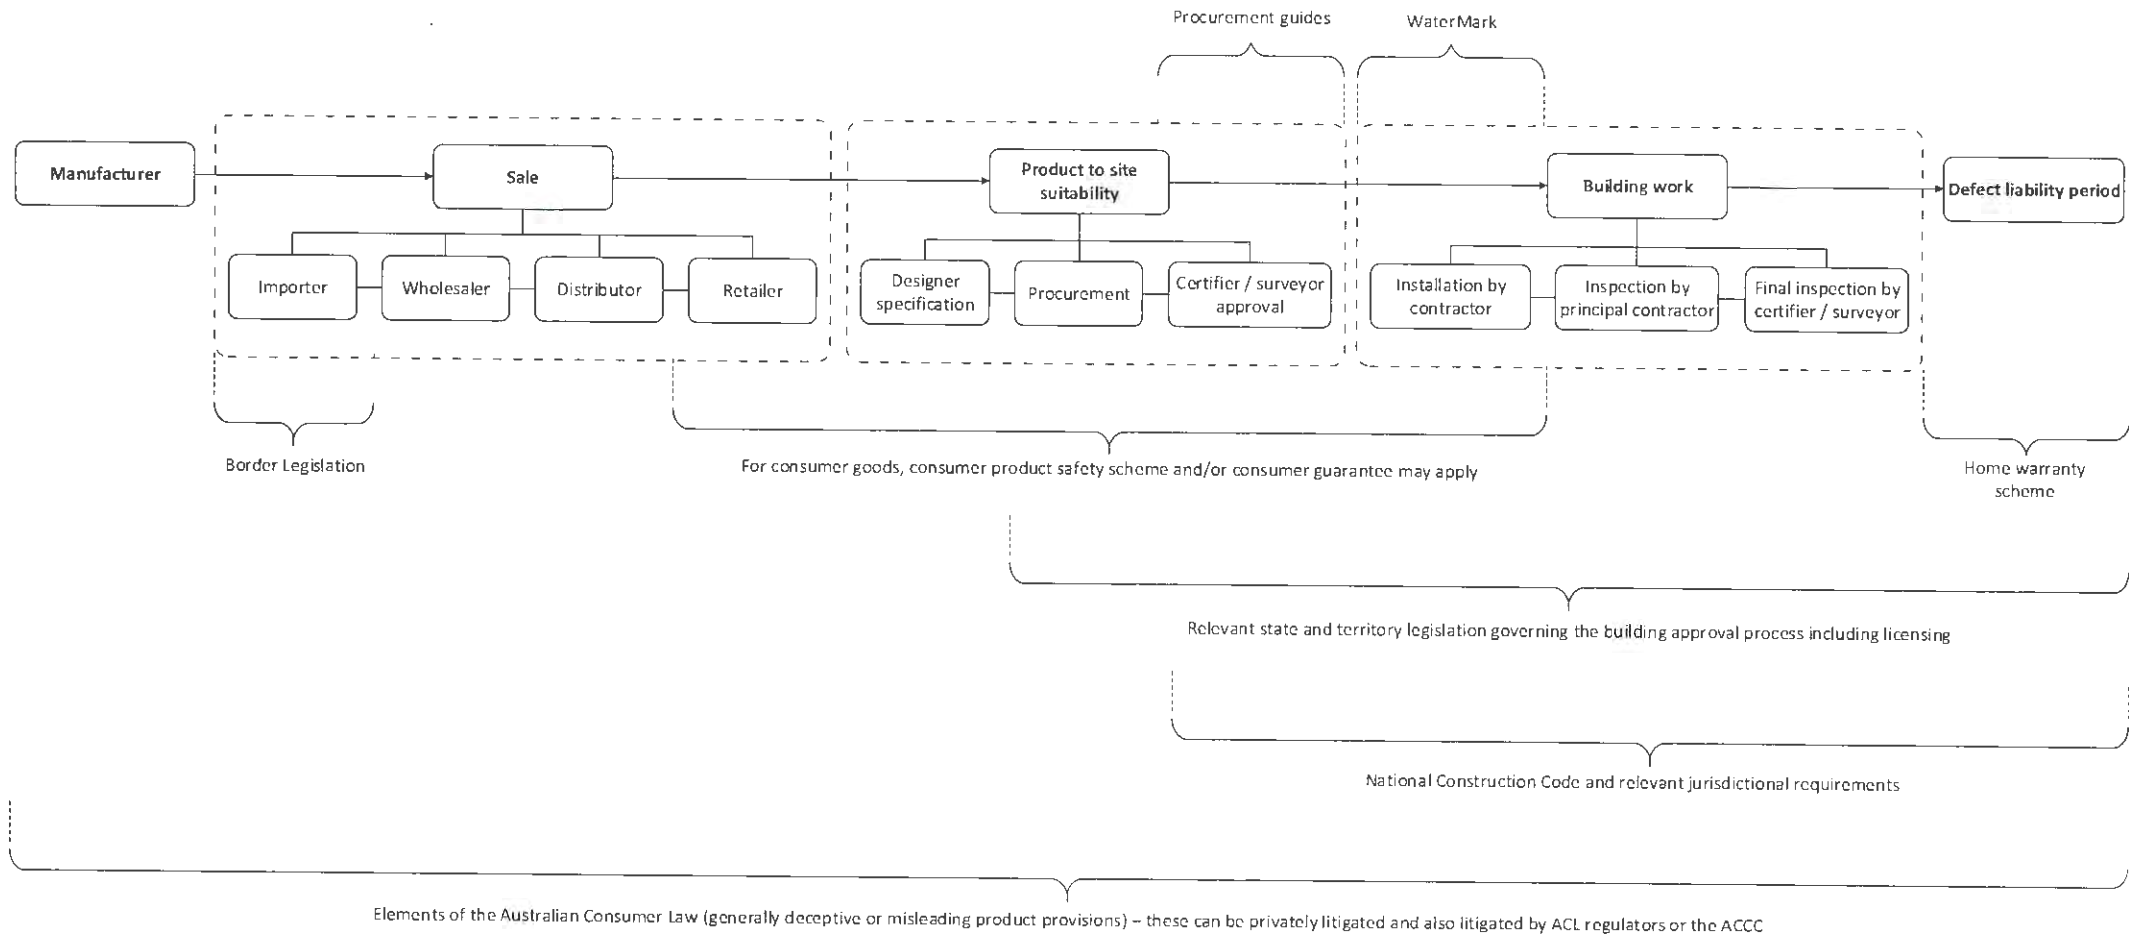 Procurement guides
WaterMark
Manufacturer
Sale
Product to site
suitability
Building work
Defect liability period
Importer
Wholesaler
Distributor
Retailer
Designer
specification
Procurement
Certifier / surveyor
approval
Installation by
contractor
Inspection by
principal contractor
Final inspection by
certifier / surveyor
Border Legislation
For consumer goods, consumer product safety scheme and/or consumer guarantee may apply
Home warranty
scheme
Relevant state and territory legislation governing the building approval process including licensing
National Construction Code and relevant jurisdictional requirements
Elements of the Australian Consumer Law (generally deceptive or misleading product provisions) – these can be privately litigated and also litigated by ACL regulators or the ACCC